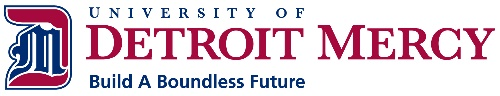 UNIVERSITY OF
DETROIT MERCY
Build A Boundless Future